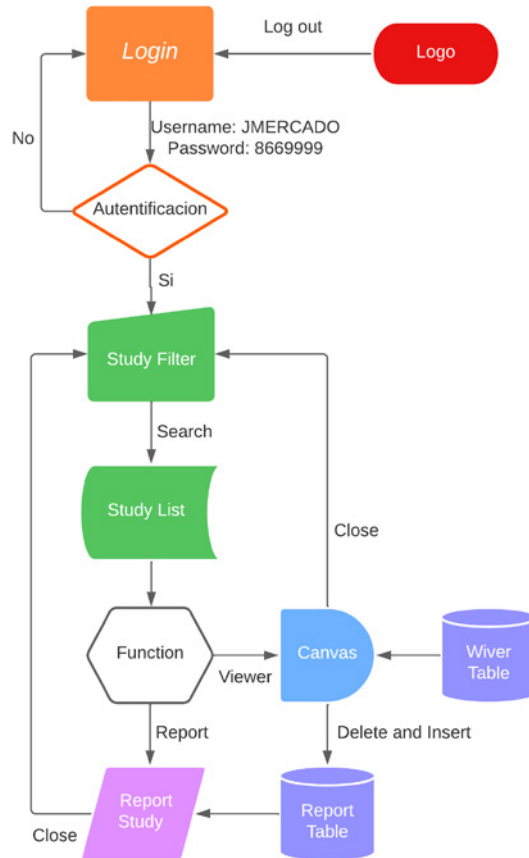 Log out
Login
Logo
Username: JMERCADO
Password: 8669999
No
Autentificacion
Si
Study Filter
Search
Study List
Close
Function
Viewer
Canvas
Wiver
Table
Report
Delete and Insert
Report
Study
Report
Table
Close